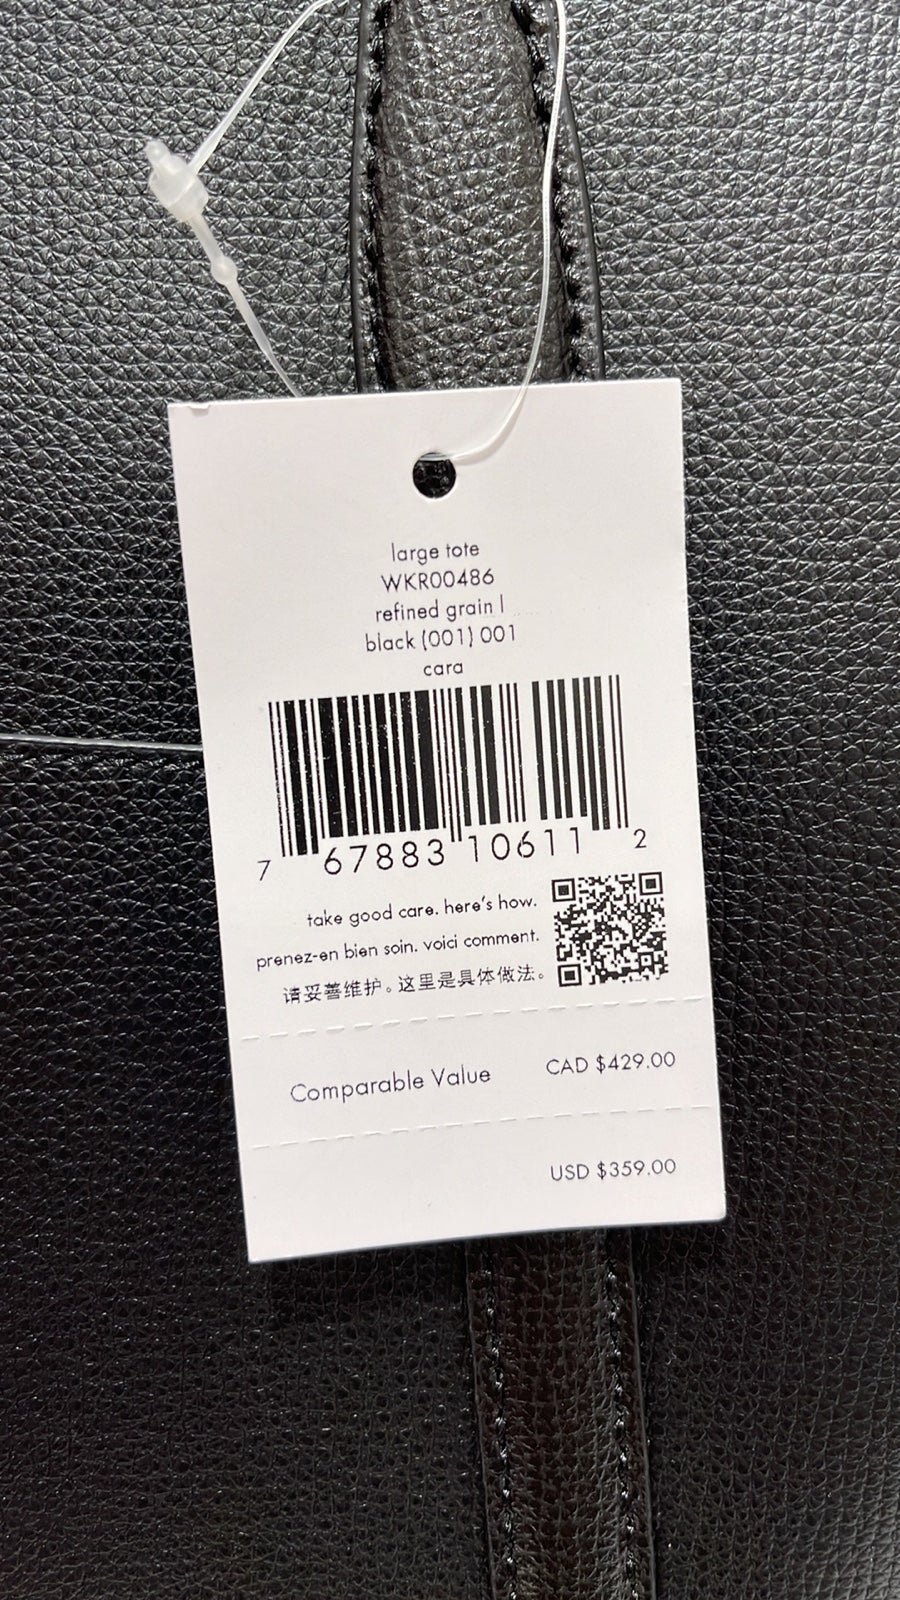 large tote
WKR00486
refined grain l
black (001) 001
cara
7 67883 10611 2
take good care. here's how.
prenez-en bien soin. voici comment.
请妥善维护。这里是具体做法。
Comparable Value CAD $429.00
USD $359.00